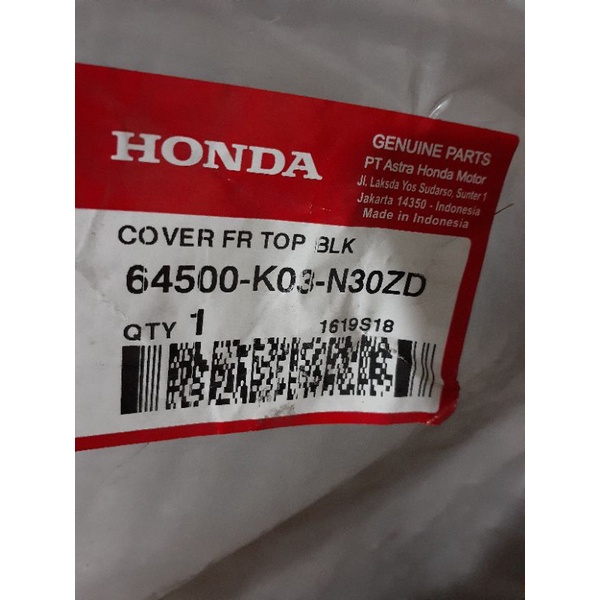 HONDA
GENUINE PARTS
PT Astra Honda Motor
Jl. Laksda Yos Sudarso, Sunter 1
Jakarta 14350 - Indonesia
Made in Indonesia
COVER FR TOP BLK
64500-K03-N30ZD
QTY 1
1619S18